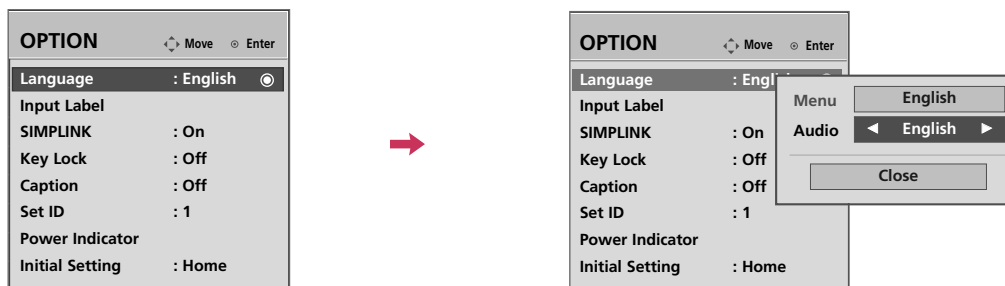 OPTION Move Enter
Language : English
Input Label
SIMPLINK : On
Key Lock : Off
Caption : Off
Set ID : 1
Power Indicator
Initial Setting : Home
OPTION Move Enter
Language : Engl
Input Label
SIMPLINK : On
Key Lock : Off
Caption : Off
Set ID : 1
Power Indicator
Initial Setting : Home
Menu English
Audio ◄ English ►
Close